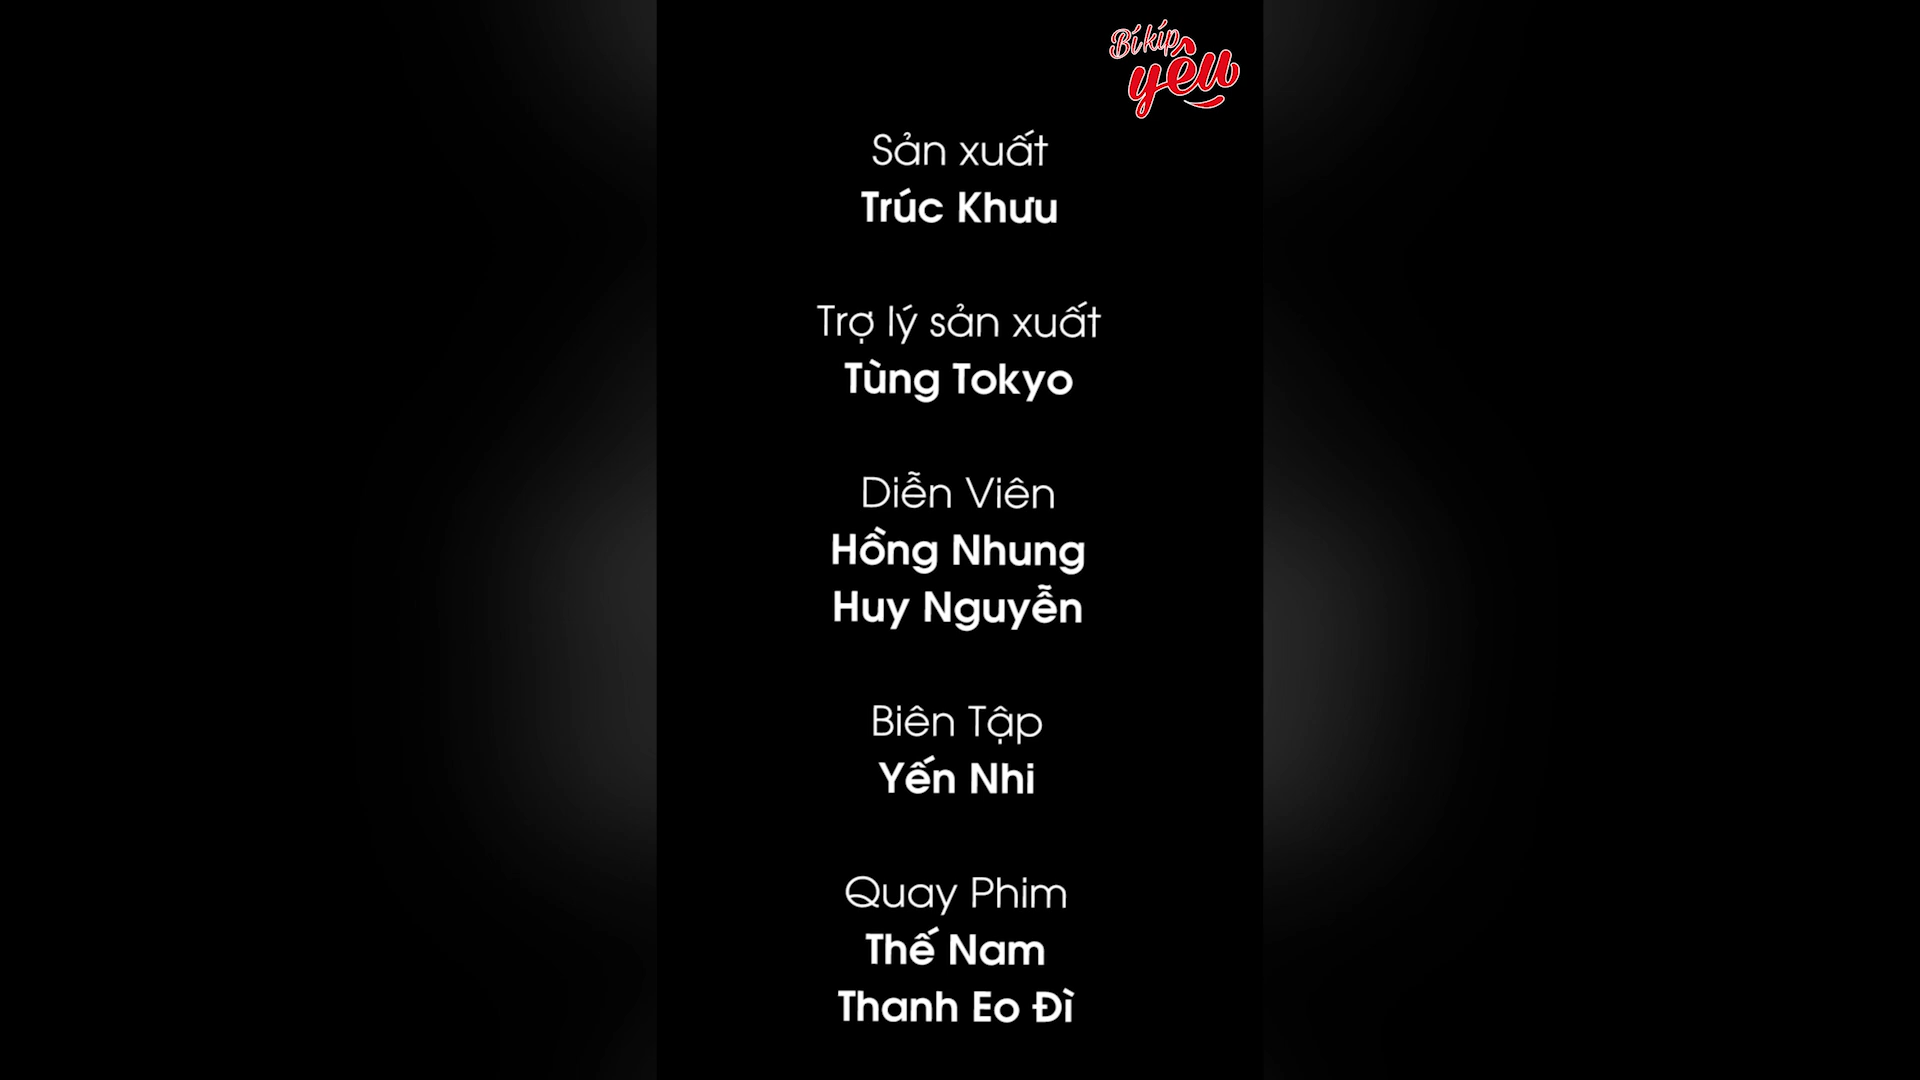 Bí kíp
yêu
Sản xuất
Trúc Khưu
Trợ lý sản xuất
Tùng Tokyo
Diễn Viên
Hồng Nhung
Huy Nguyễn
Biên Tập
Yến Nhi
Quay Phim
Thế Nam
Thanh Eo Đì